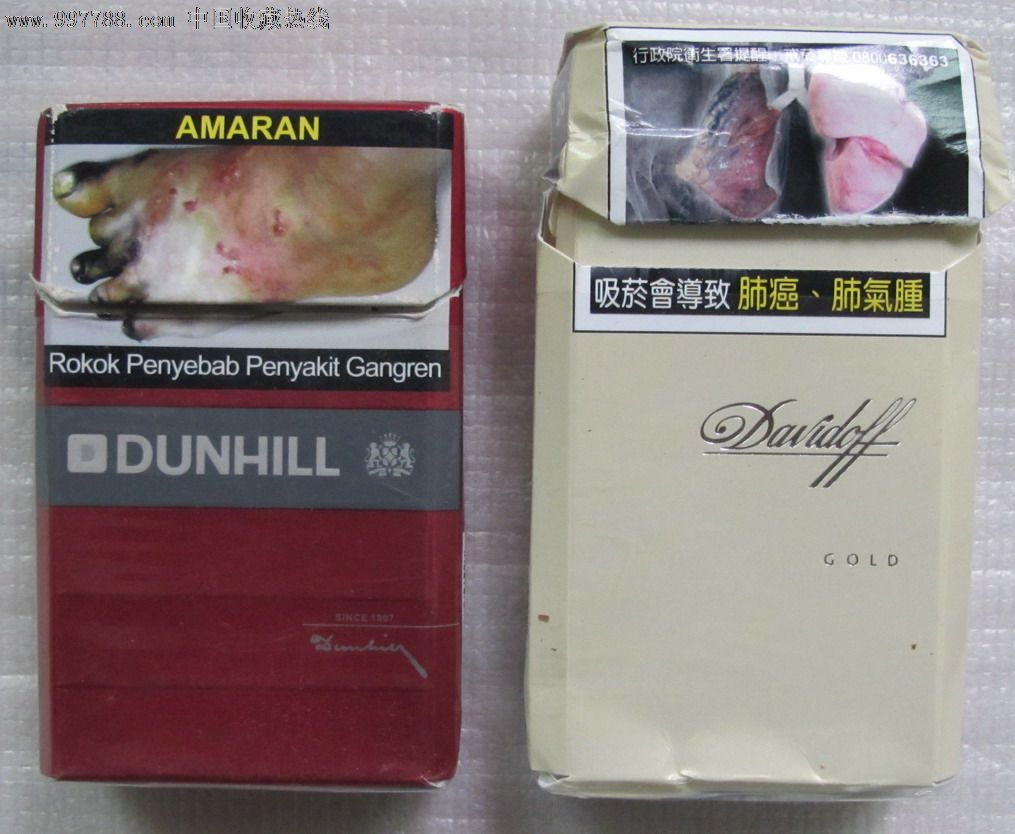 www.997788.com 中国收藏热线
AMARAN
Rokok Penyebab Penyakit Gangren
DUNHILL
SINCE 1907
Dunhill
行政院衛生署提醒
0800636363
吸菸會導致 肺癌、肺氣腫
Davidoff
GOLD